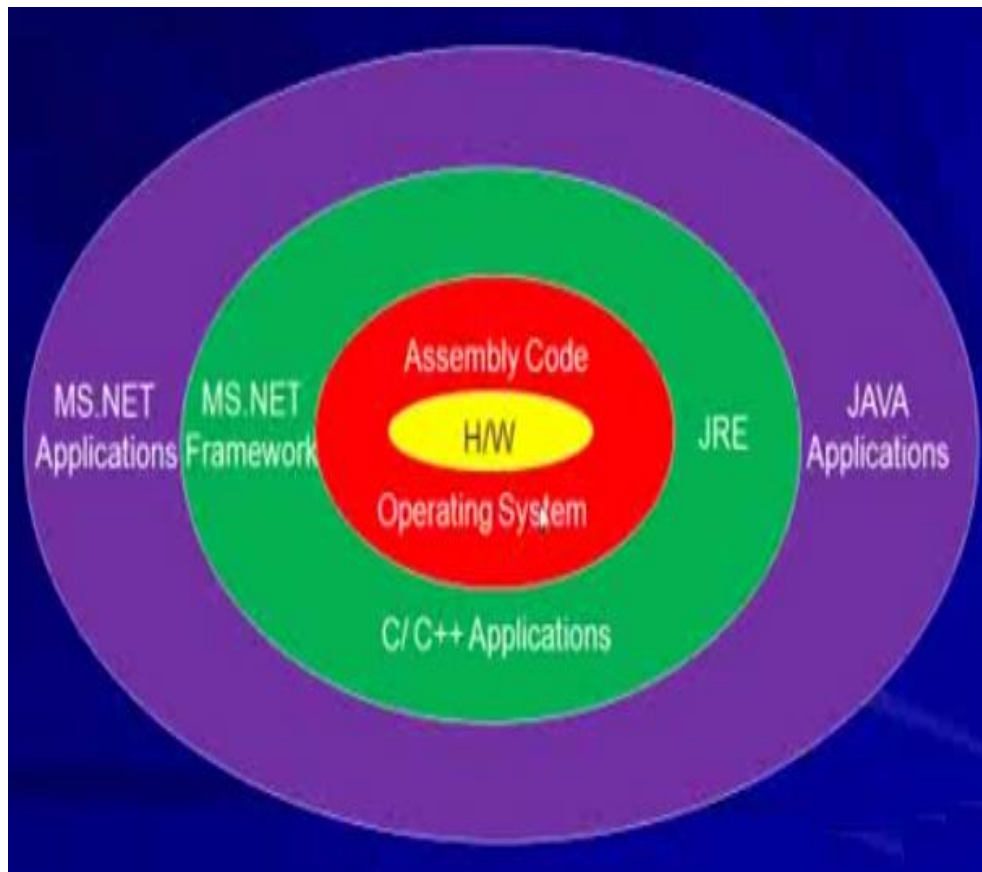 Assembly Code
H/W
Operating System
MS.NET
Applications
MS.NET
Framework
JRE
JAVA
Applications
C/ C++ Applications